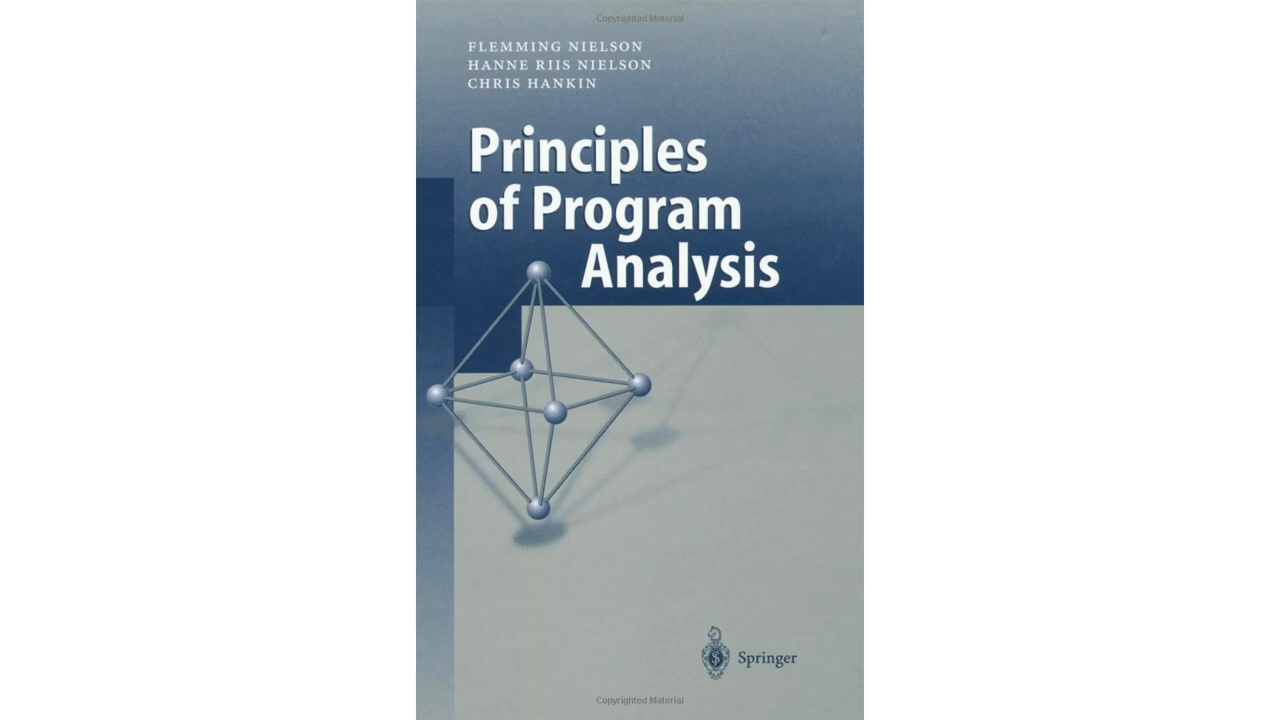 Copyrighted Material
FLEMMING NIELSON
HANNE RIIS NIELSON
CHRIS HANKIN
Principles
of Program
Analysis
Springer
Copyrighted Material